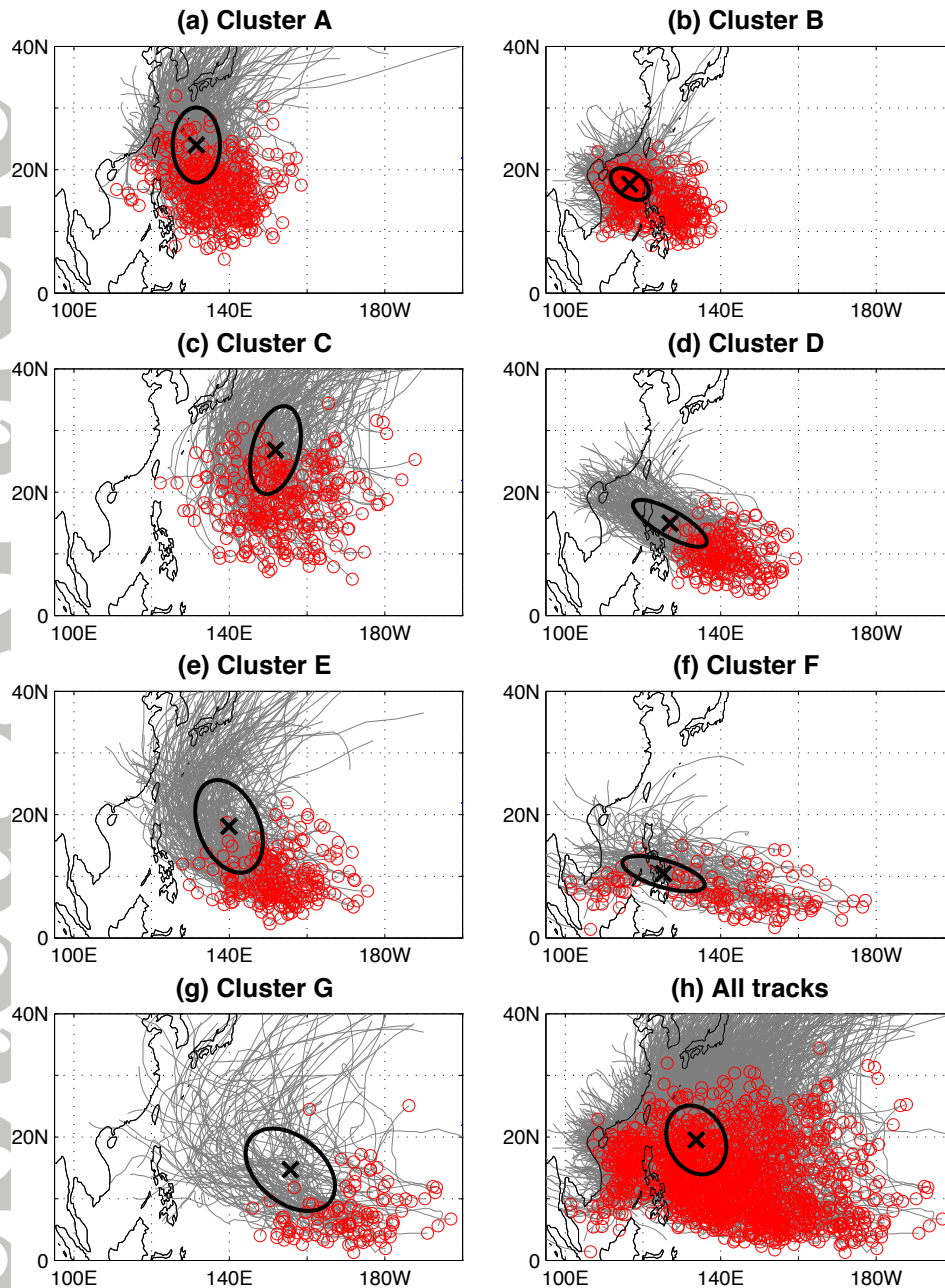 (a) Cluster A
(b) Cluster B
40N
20N
0
100E 140E 180W
40N
20N
0
100E 140E 180W
(c) Cluster C
(d) Cluster D
40N
20N
0
100E 140E 180W
40N
20N
0
100E 140E 180W
(e) Cluster E
(f) Cluster F
40N
20N
0
100E 140E 180W
40N
20N
0
100E 140E 180W
(g) Cluster G
(h) All tracks
40N
20N
0
100E 140E 180W
40N
20N
0
100E 140E 180W